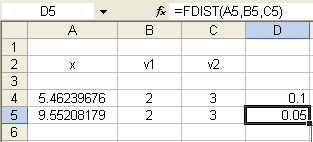 D5 fx =FDIST(A5,B5,C5)
A B C D
1
2 x v1 v2
3
4 5.46239676 2 3 0.1
5 9.55208179 2 3 0.05
6